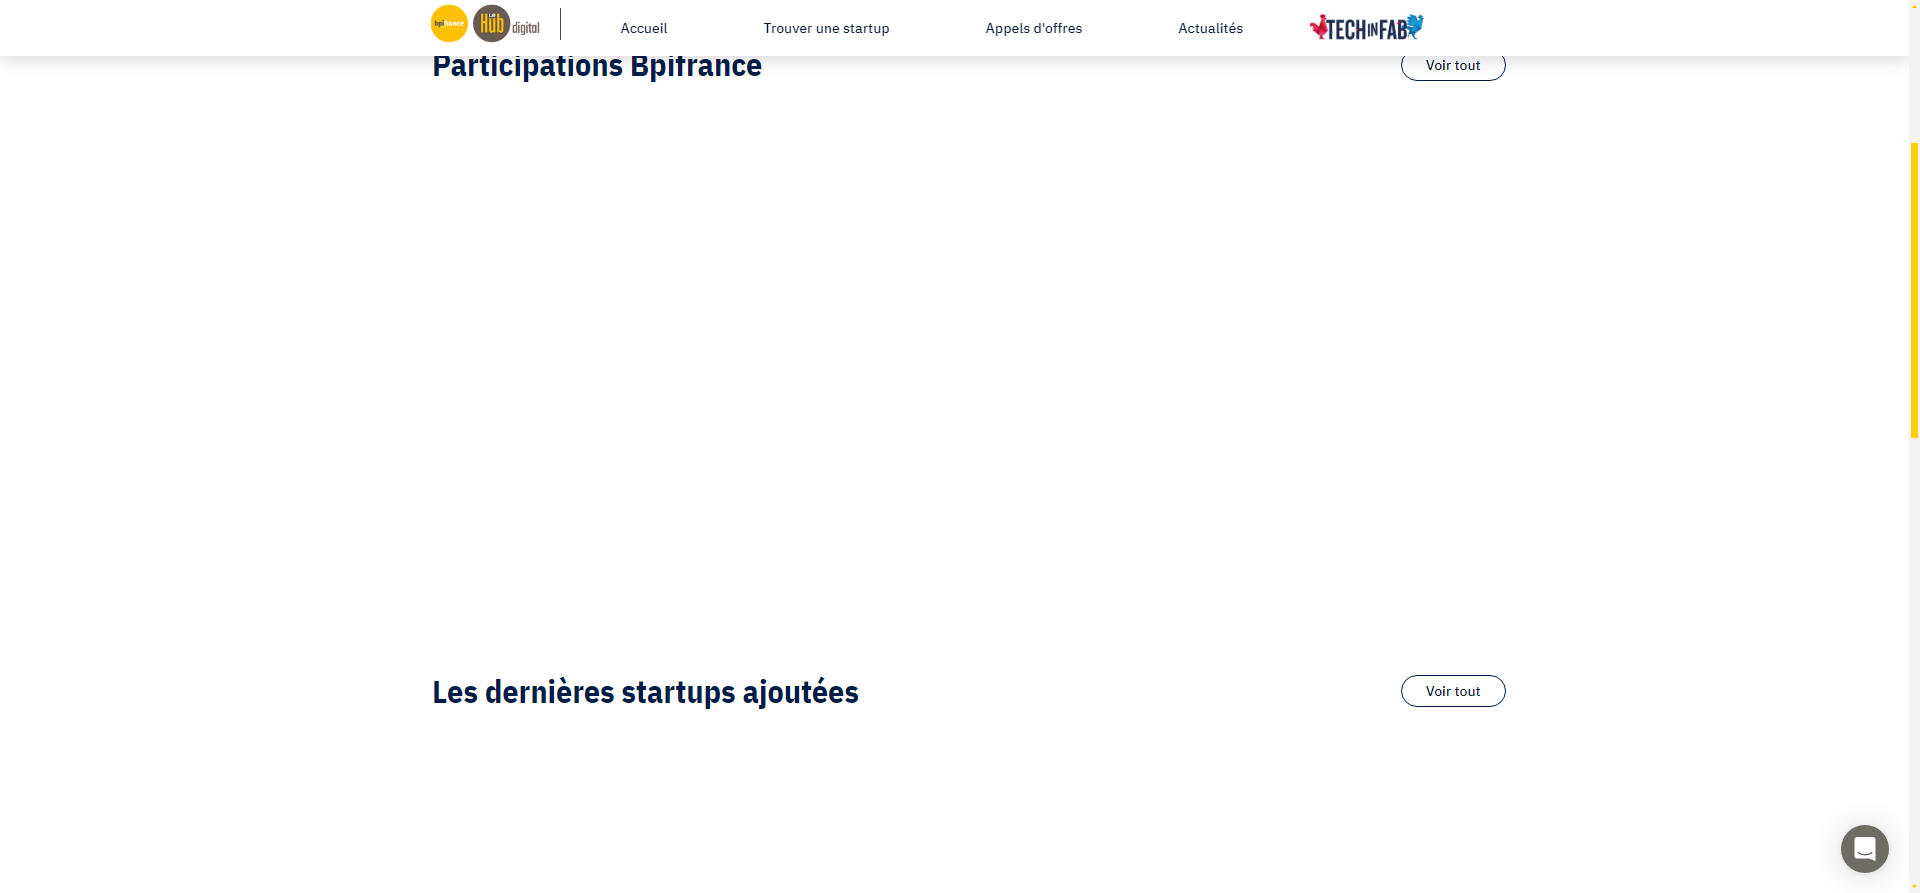 bpifrance
Le Hub digital
Accueil
Trouver une startup
Appels d'offres
Actualités
TECH IN FAB
Participations Bpifrance
Voir tout
Les dernières startups ajoutées
Voir tout